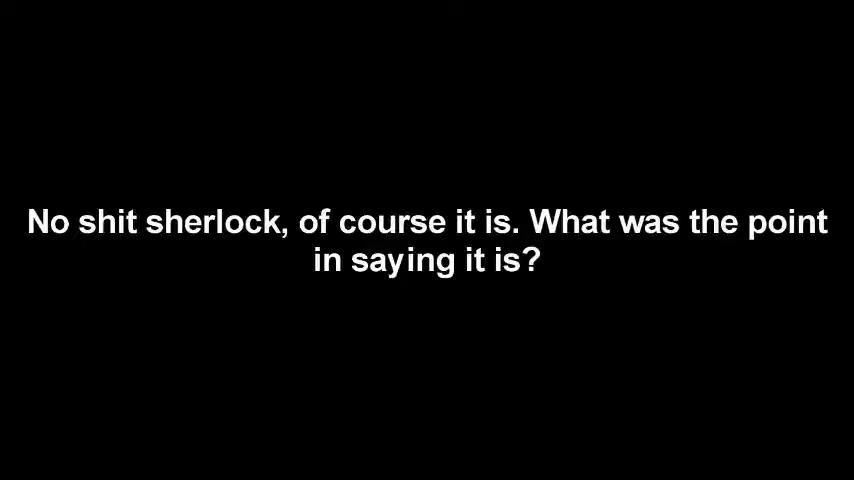 No shit sherlock, of course it is. What was the point
in saying it is?